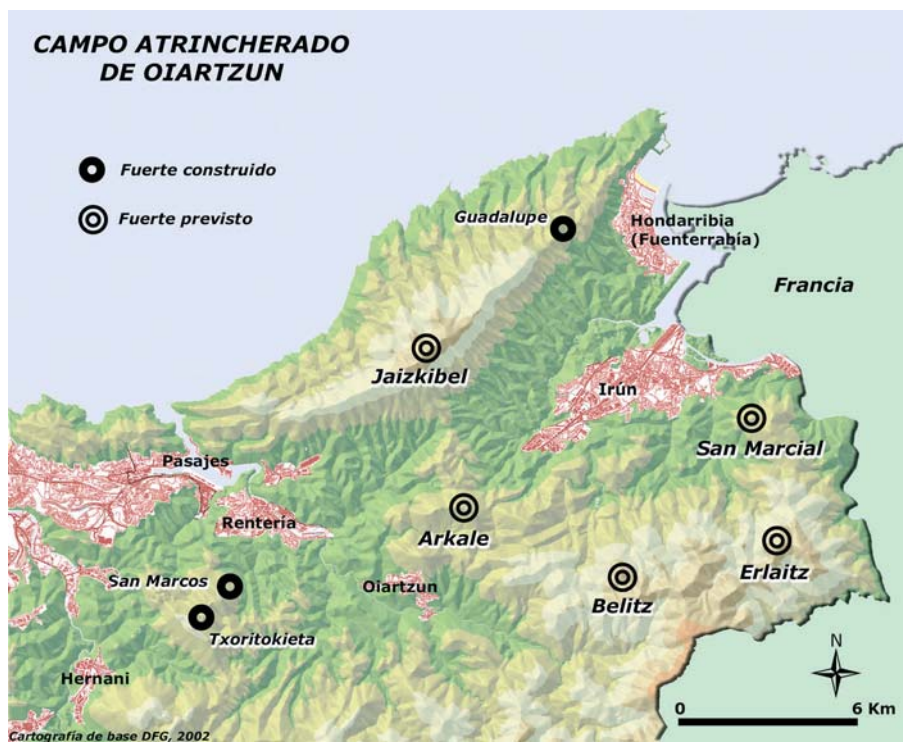 CAMPO ATRINCHERADO
DE OIARTZUN
Fuerte construido
Fuerte previsto
Guadalupe
Hondarribia
(Fuenterrabía)
Francia
Jaizkibel
Irún
San Marcial
Pasajes
Rentería
Arkale
San Marcos
Oiartzun
Erlaitz
Belitz
Txoritokieta
Hernani
N
0 6 Km
Cartografía de base DFG, 2002